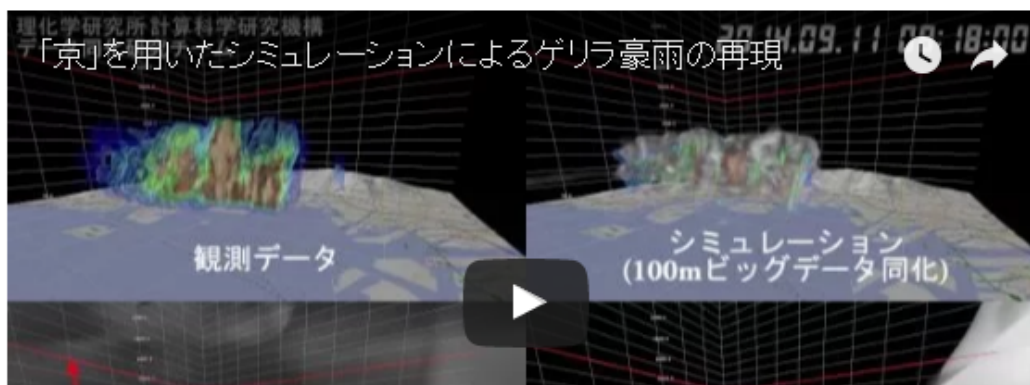 理化学研究所 計算科学研究機構
「京」を用いたシミュレーションによるゲリラ豪雨の再現
観測データ
シミュレーション
(100mビッグデータ同化)